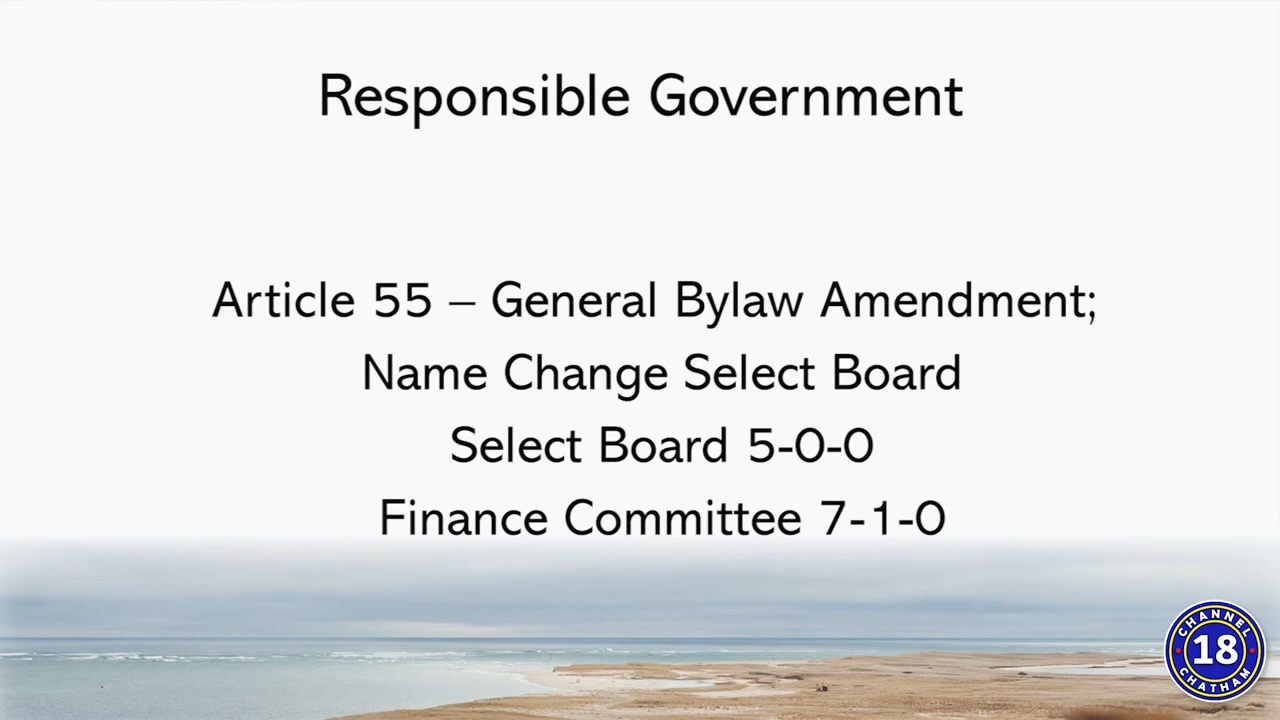 Responsible Government
Article 55 – General Bylaw Amendment;
Name Change Select Board
Select Board 5-0-0
Finance Committee 7-1-0
CHANNEL
18
CHATHAM